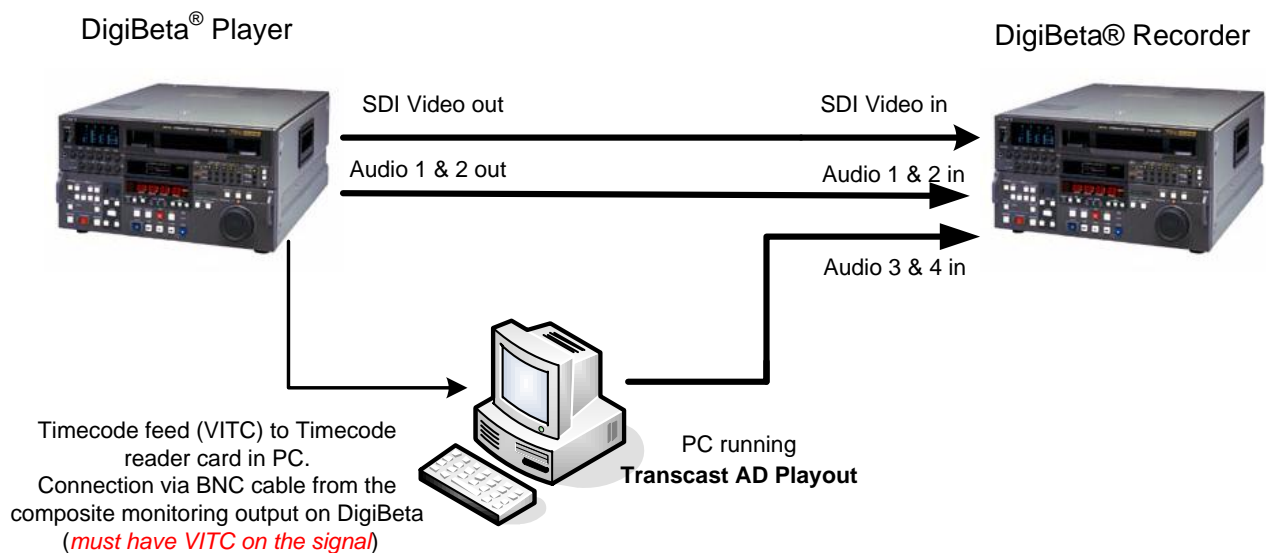 DigiBeta® Player
DigiBeta® Recorder
SDI Video out
SDI Video in
Audio 1 & 2 out
Audio 1 & 2 in
Audio 3 & 4 in
Timecode feed (VITC) to Timecode
reader card in PC.
Connection via BNC cable from the
composite monitoring output on DigiBeta
(must have VITC on the signal)
PC running
Transcast AD Playout